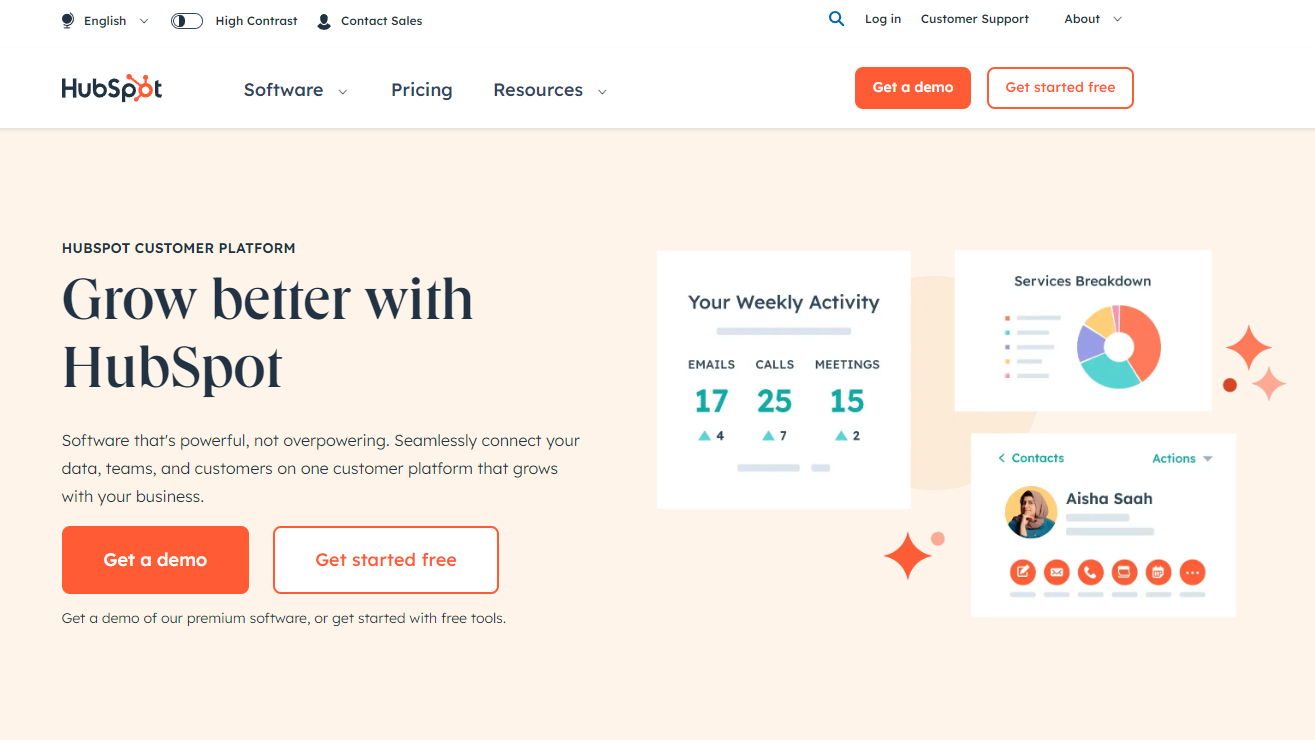 English
High Contrast
Contact Sales
Log in
Customer Support
About
HubSpot
Software
Pricing
Resources
Get a demo
Get started free
HUBSPOT CUSTOMER PLATFORM
Grow better with
HubSpot
Software that's powerful, not overpowering. Seamlessly connect your
data, teams, and customers on one customer platform that grows
with your business.
Get a demo
Get started free
Get a demo of our premium software, or get started with free tools.
Your Weekly Activity
EMAILS CALLS MEETINGS
17 25 15
4 7 2
Services Breakdown
Contacts
Actions
Aisha Saah